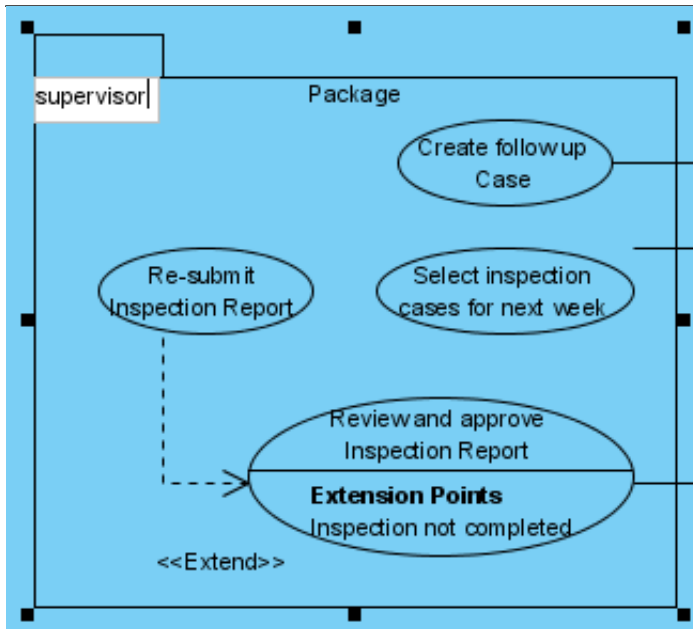 supervisor
Package
Create followup
Case
Re-submit
Inspection Report
Select inspection
cases for next week
Review and approve
Inspection Report
Extension Points
Inspection not completed
<<Extend>>